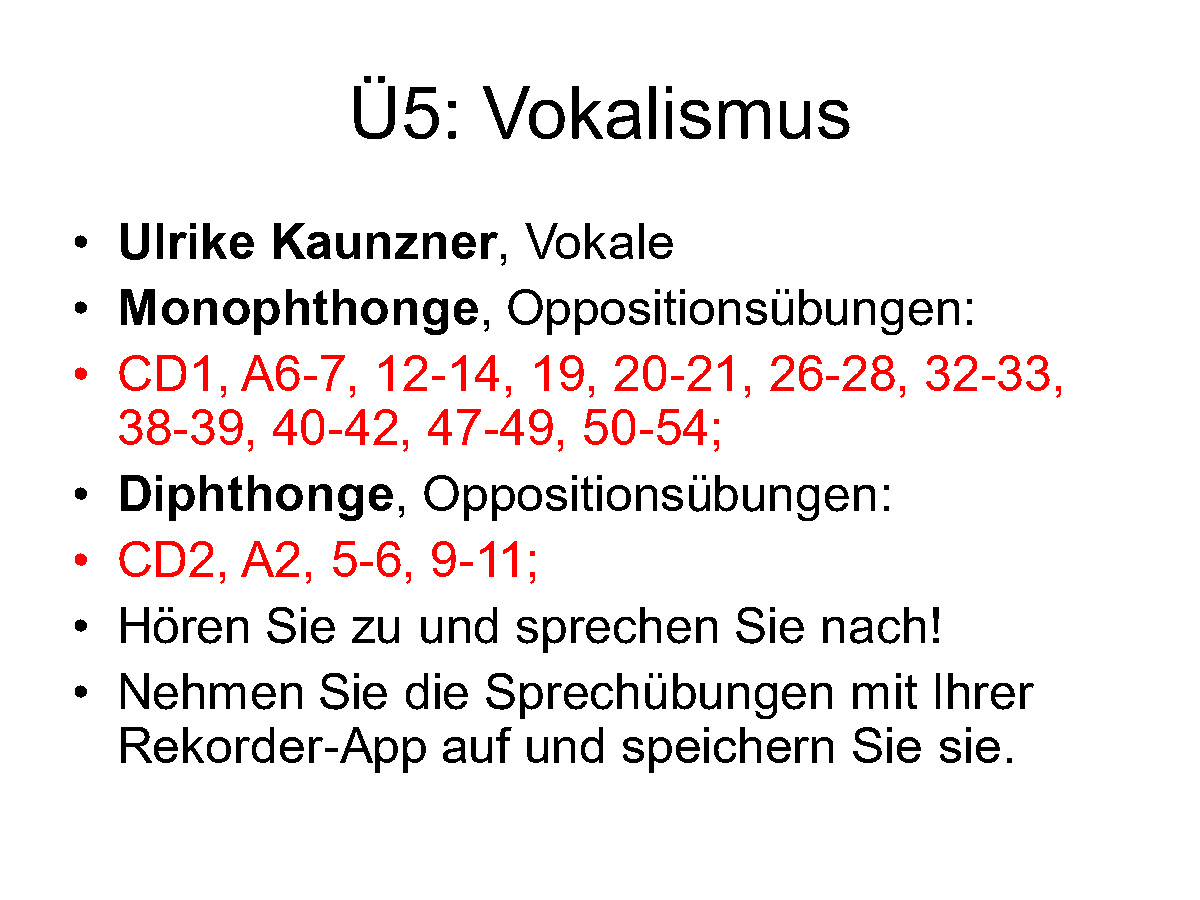 Ü5: Vokalismus
• Ulrike Kaunzner, Vokale
• Monophthonge, Oppositionsübungen:
• CD1, A6-7, 12-14, 19, 20-21, 26-28, 32-33,
38-39, 40-42, 47-49, 50-54;
• Diphthonge, Oppositionsübungen:
• CD2, A2, 5-6, 9-11;
• Hören Sie zu und sprechen Sie nach!
• Nehmen Sie die Sprechübungen mit Ihrer
Rekorder-App auf und speichern Sie sie.